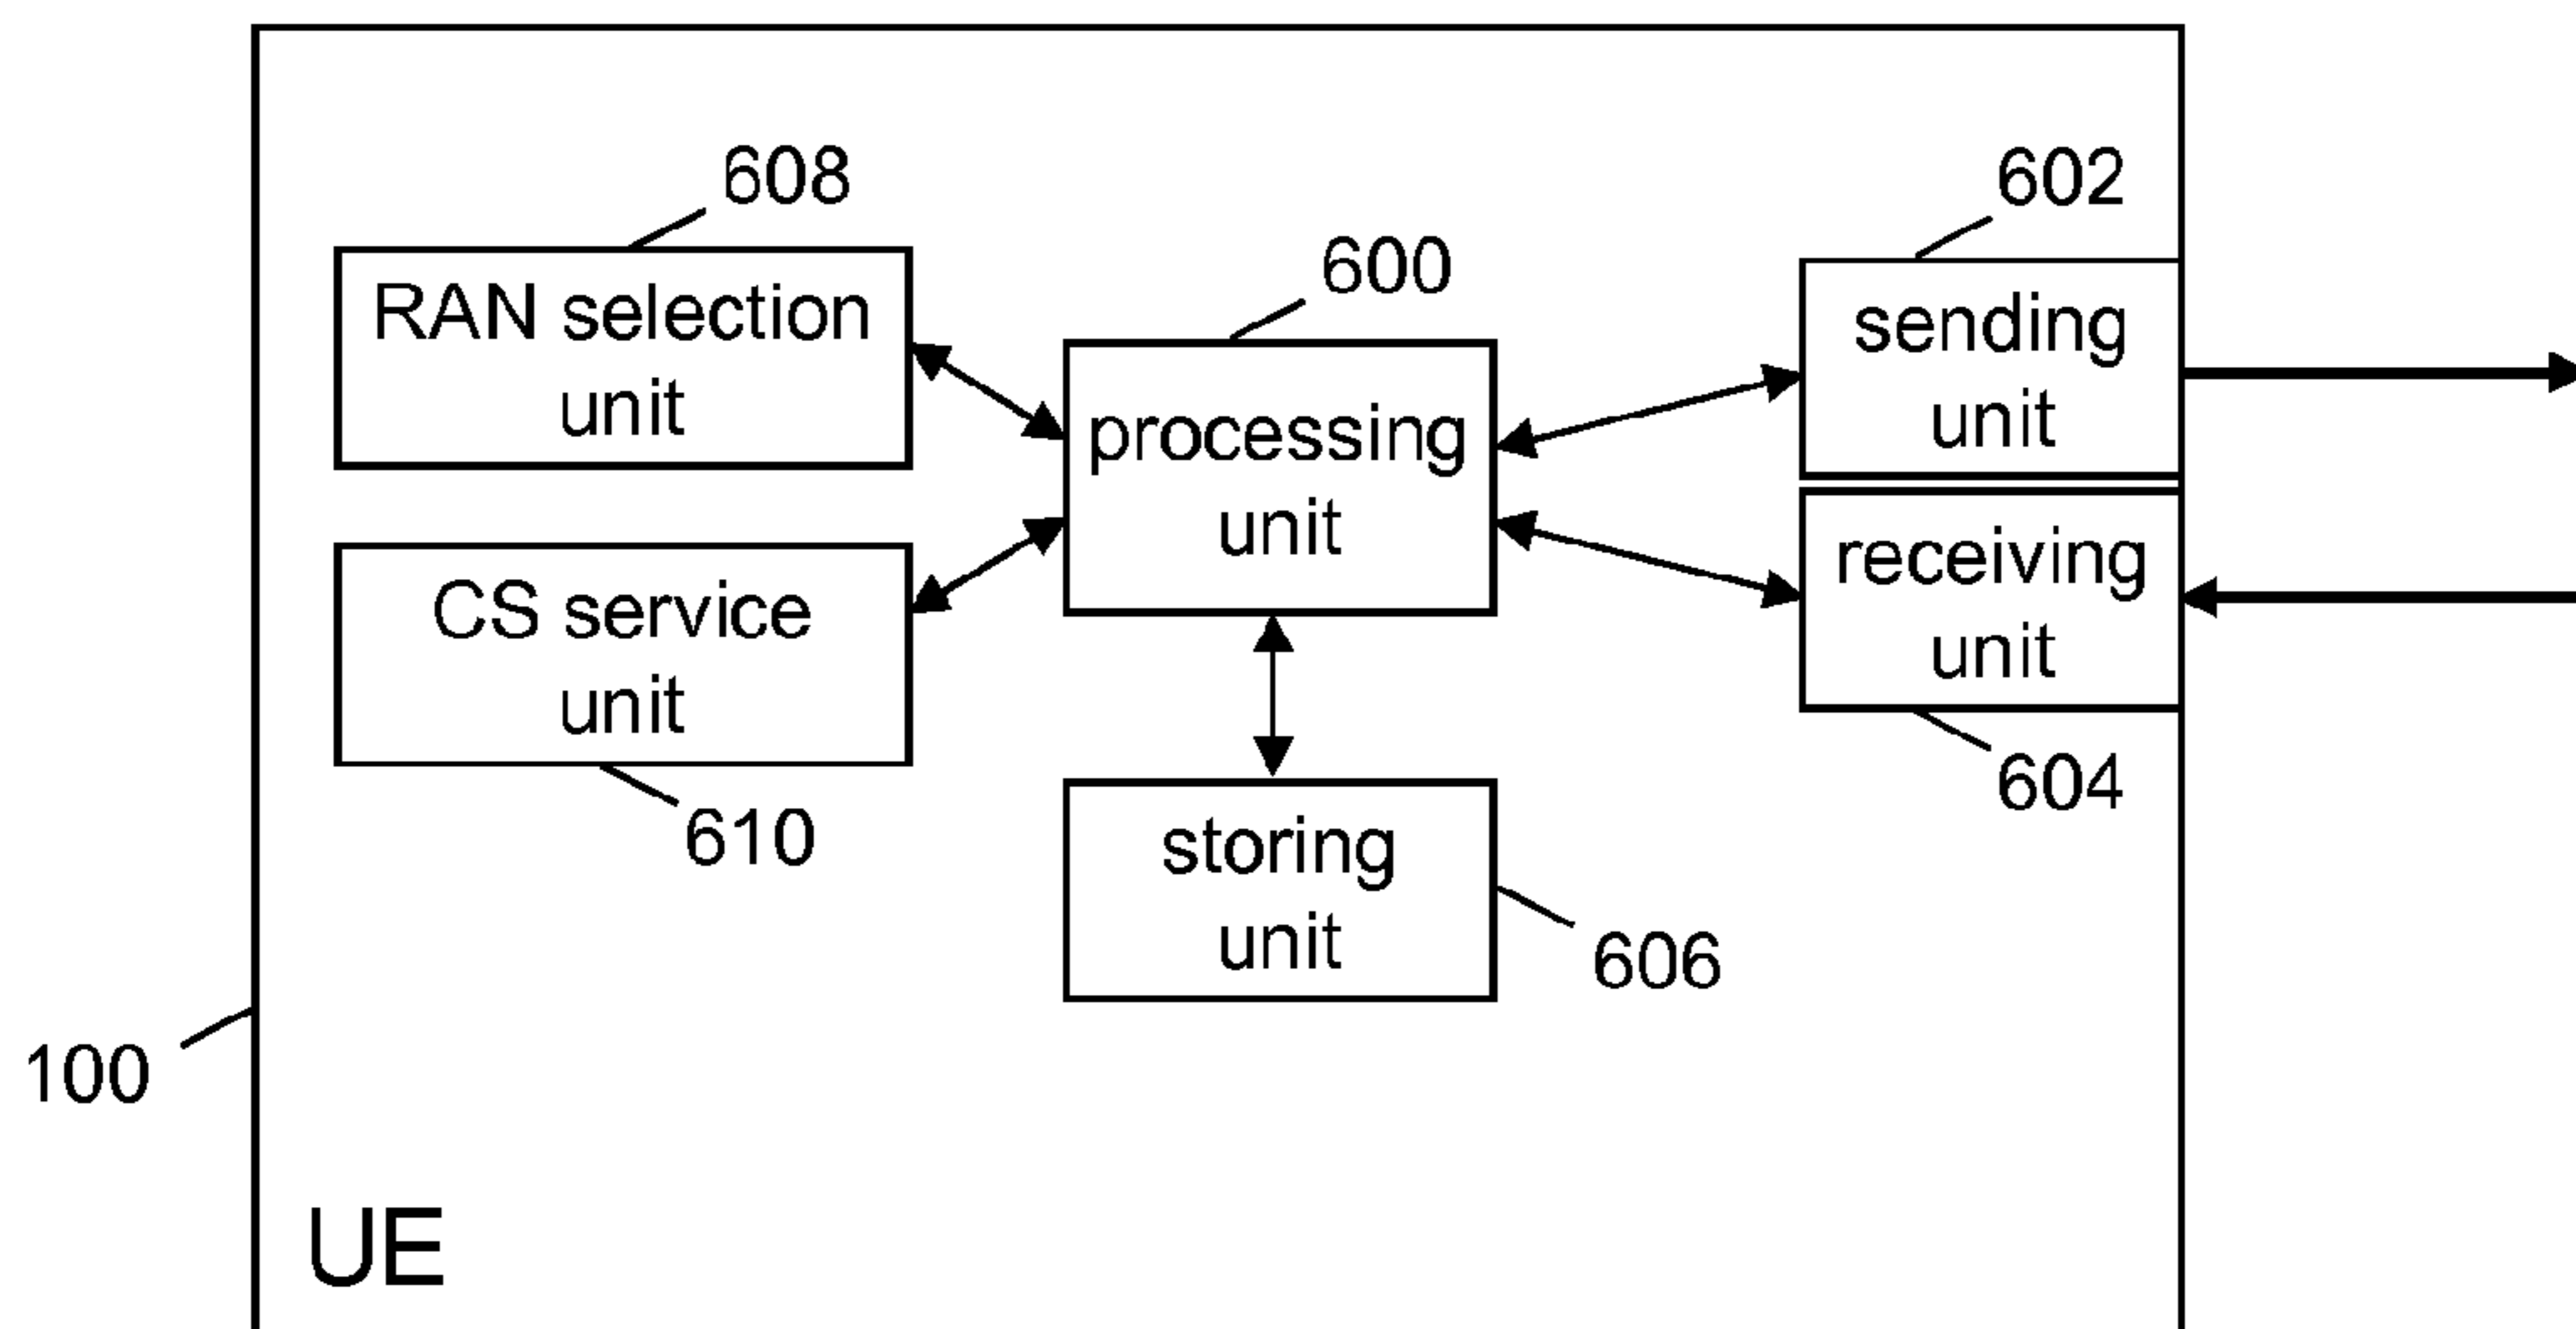 608
RAN selection
unit
600
processing
unit
602
sending
unit
receiving
unit
604
CS service
unit
610
storing
unit
606
100
UE